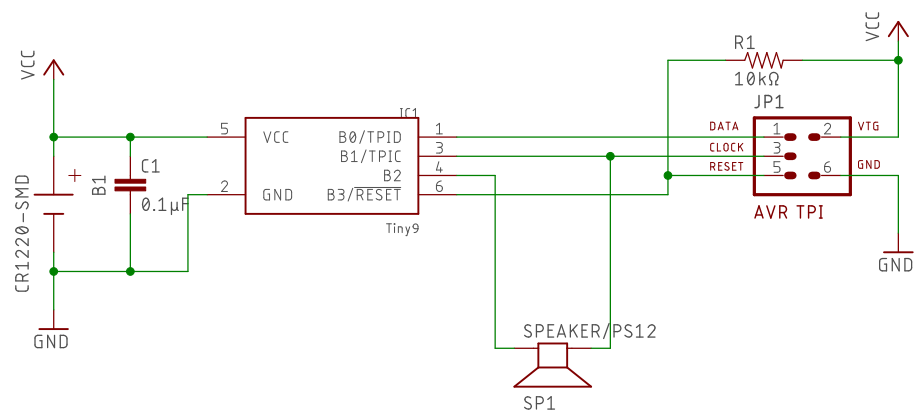 VCC
CR1220-SMD
B1
+
C1
0.1µF
GND
IC1
5 VCC B0/TPID 1
B1/TPIC 3
B2 4
2 GND B3/RESET 6
Tiny9
SPEAKER/PS12
SP1
R1
10kΩ
VCC
JP1
DATA 1 2 VTG
CLOCK 3
RESET 5 6 GND
AVR TPI
GND